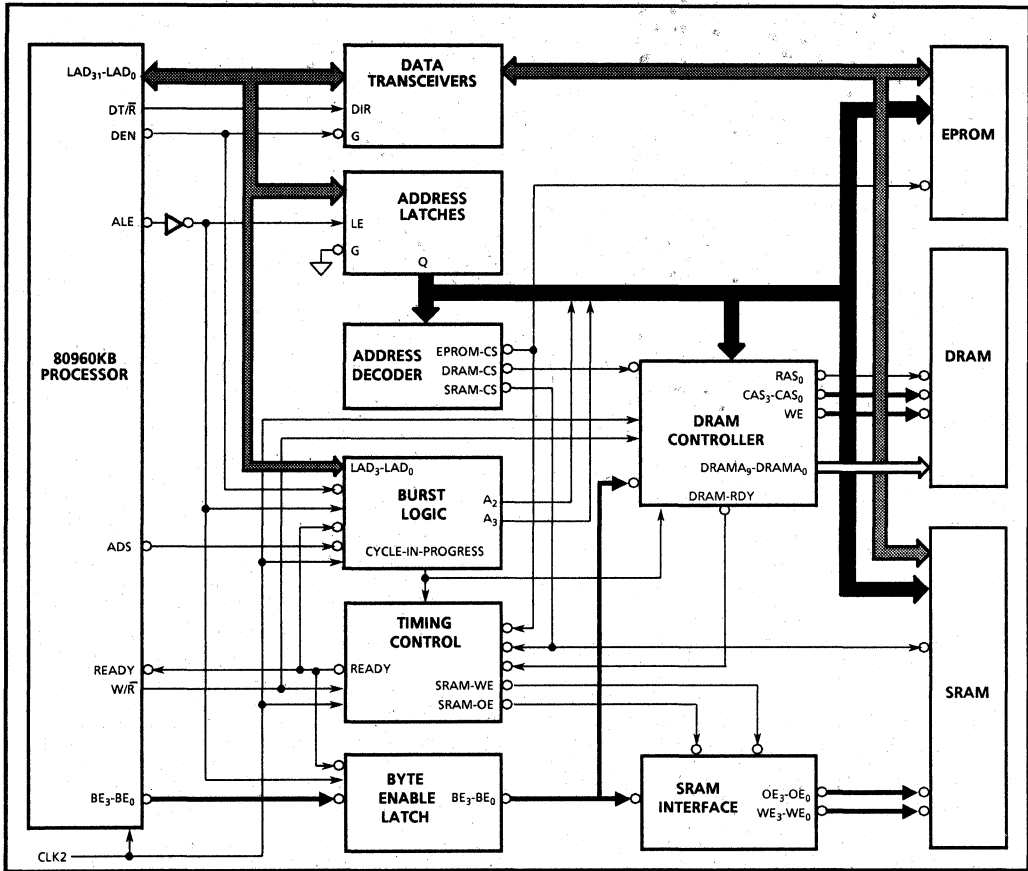 80960KB
PROCESSOR
LAD31-LAD0
DT/R̅
DEN
ALE
ADS
READY
W/R̅
BE3-BE0
CLK2
DATA
TRANSCEIVERS
DIR
G
ADDRESS
LATCHES
LE
G
Q
ADDRESS
DECODER
EPROM-CS
DRAM-CS
SRAM-CS
LAD3-LAD0
BURST
LOGIC
A2
A3
CYCLE-IN-PROGRESS
TIMING
CONTROL
READY
SRAM-WE
SRAM-OE
BYTE
ENABLE
LATCH
BE3-BE0
DRAM
CONTROLLER
RAS0
CAS3-CAS0
WE
DRAMA9-DRAMA0
DRAM-RDY
SRAM
INTERFACE
OE3-OE0
WE3-WE0
EPROM
DRAM
SRAM